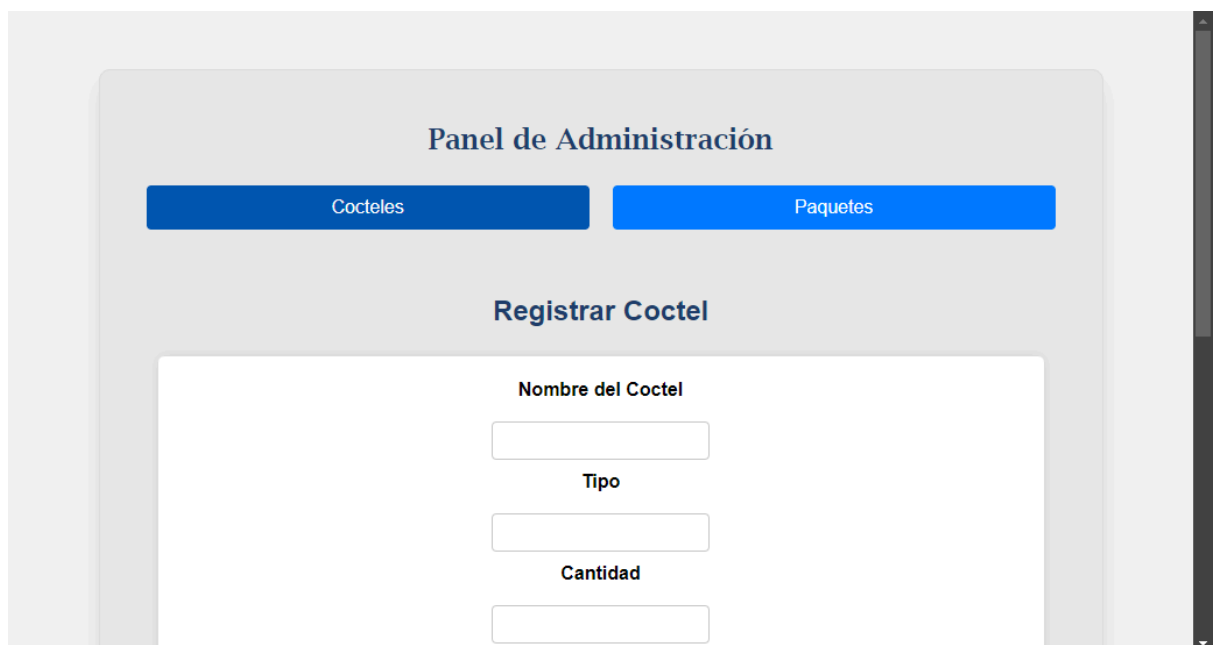 Panel de Administración
Cocteles Paquetes
Registrar Coctel
Nombre del Coctel
Tipo
Cantidad